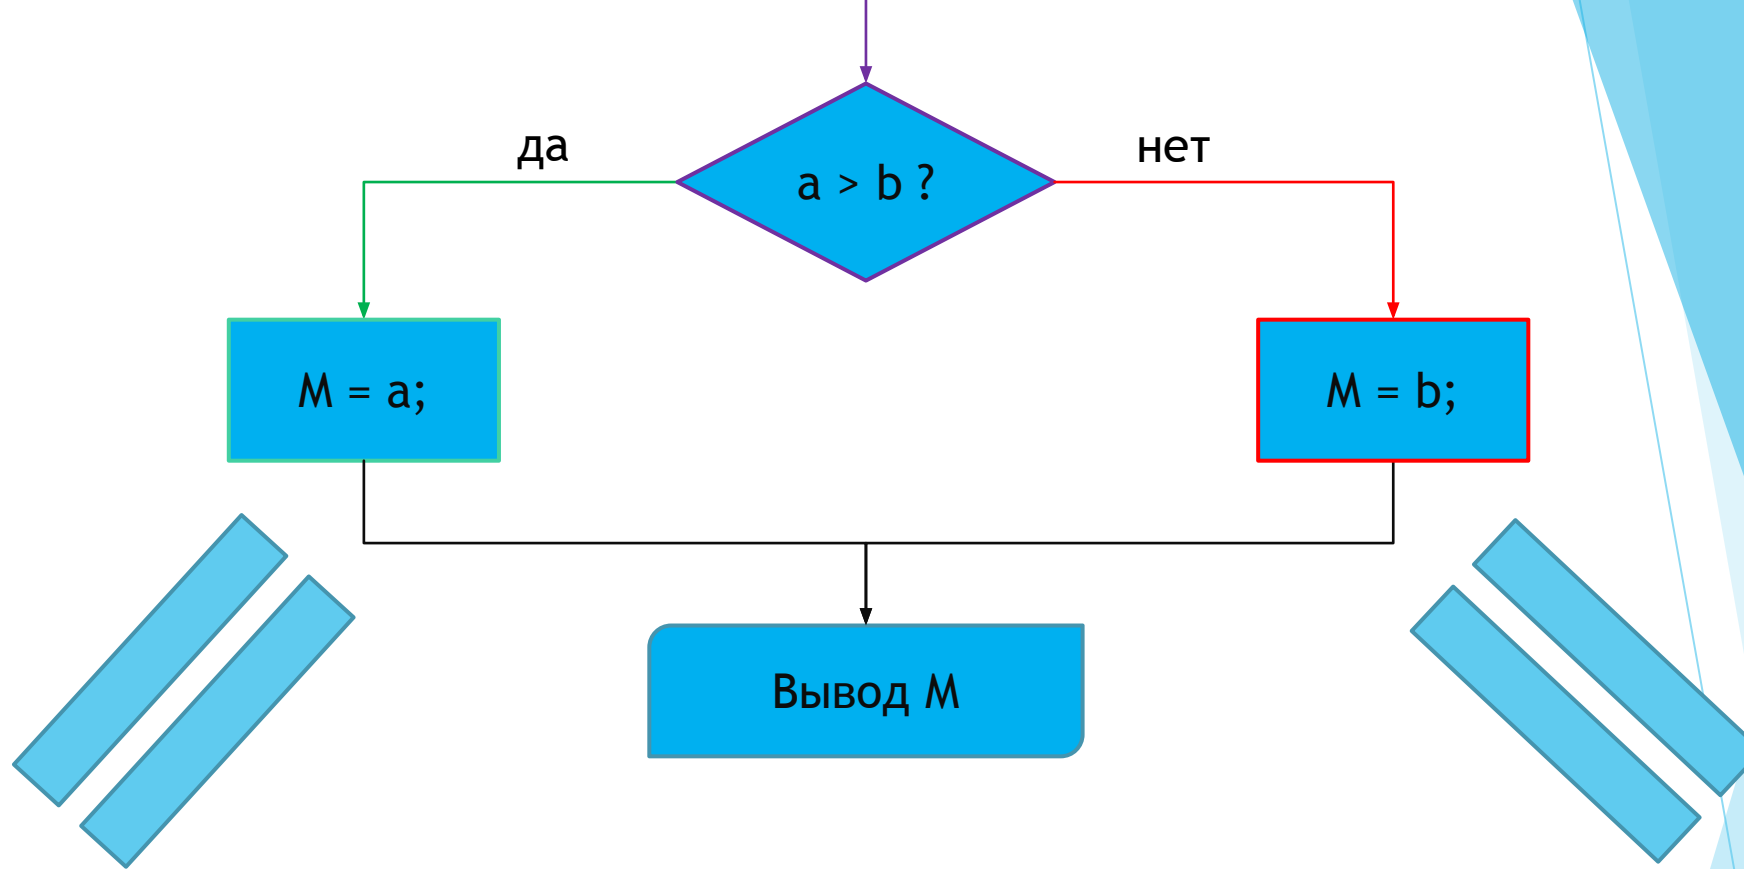 a > b ?
да
нет
M = a;
M = b;
Вывод M